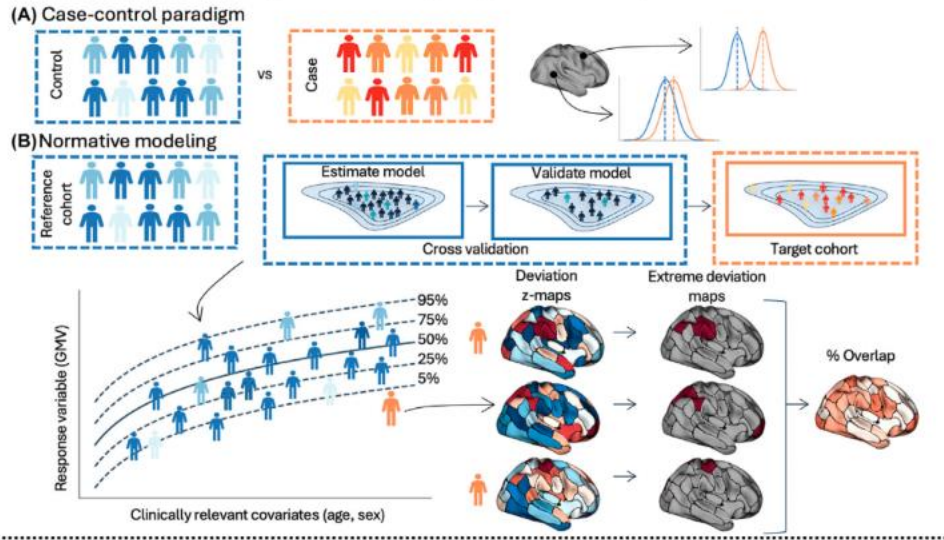 (A) Case-control paradigm
Control
vs
Case
(B) Normative modeling
Reference
cohort
Estimate model
Validate model
Cross validation
Target cohort
Response variable (GMV)
95%
75%
50%
25%
5%
Clinically relevant covariates (age, sex)
Deviation
z-maps
Extreme deviation
maps
% Overlap